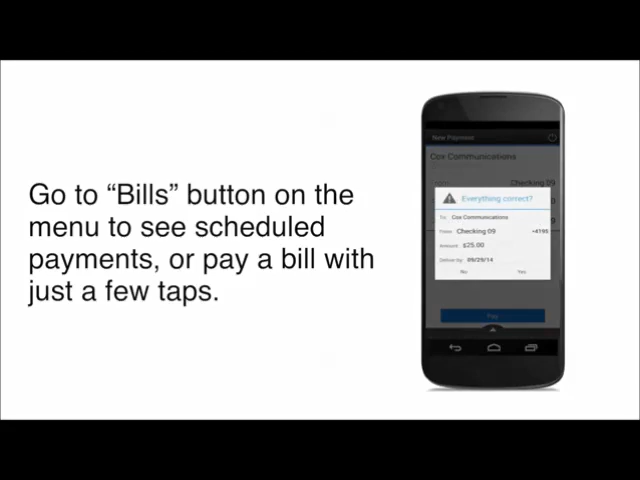 Go to “Bills” button on the
menu to see scheduled
payments, or pay a bill with
just a few taps.
New Payment
Cox Communications
Checking 09
Everything correct?
To: Cox Communications
From: Checking 09 *4195
Amount: $25.00
Deliver by: 09/29/14
No Yes
Pay